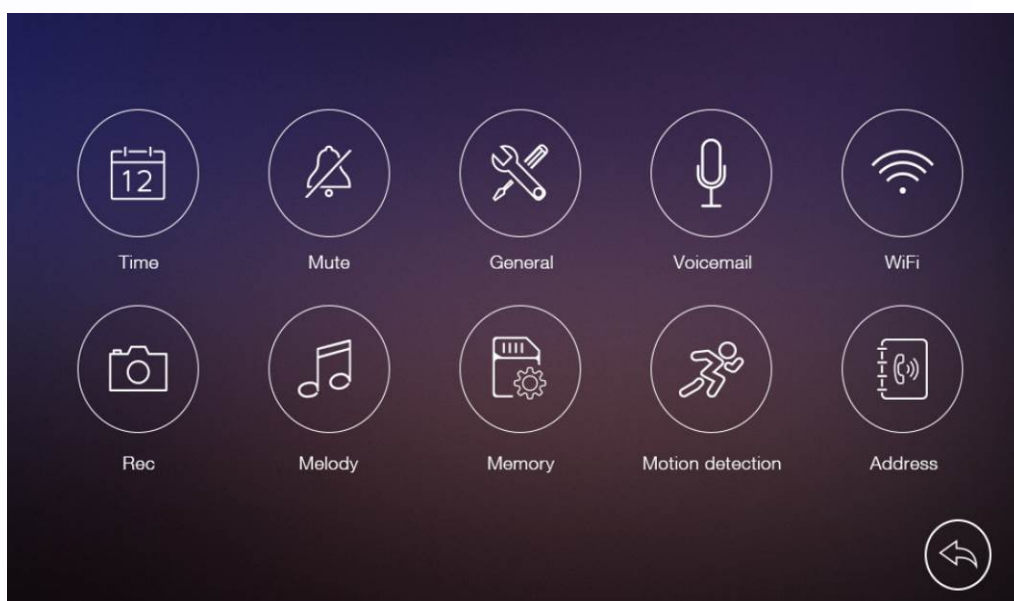 12
Time
Mute
General
Voicemail
WiFi
Rec
Melody
Memory
Motion detection
Address